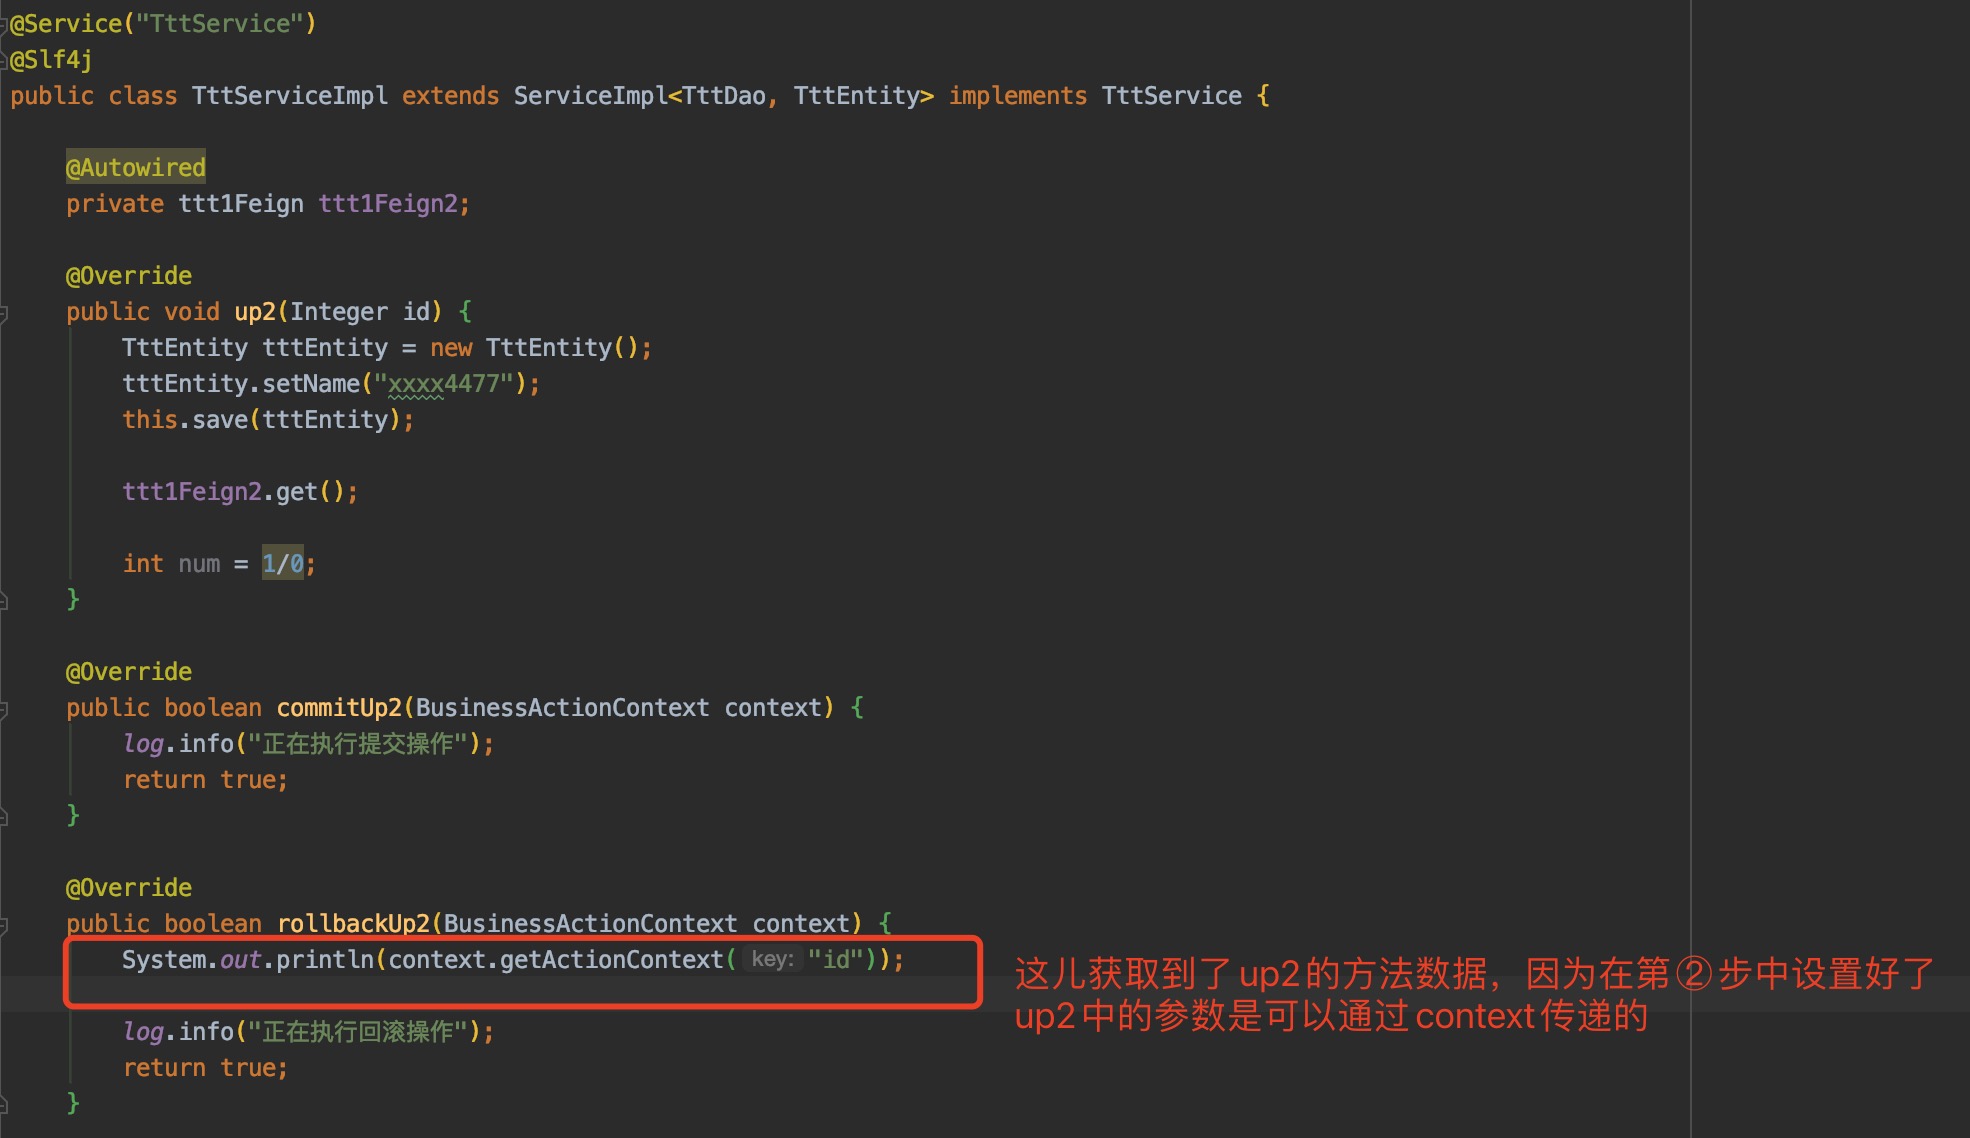 @Service("TttService")
@Slf4j
public class TttServiceImpl extends ServiceImpl<TttDao, TttEntity> implements TttService {
@Autowired
private ttt1Feign ttt1Feign2;
@Override
public void up2(Integer id) {
TttEntity tttEntity = new TttEntity();
tttEntity.setName("xxxx4477");
this.save(tttEntity);
ttt1Feign2.get();
int num = 1/0;
}
@Override
public boolean commitUp2(BusinessActionContext context) {
log.info("正在执行提交操作");
return true;
}
@Override
public boolean rollbackUp2(BusinessActionContext context) {
System.out.println(context.getActionContext( key: "id"));
这儿获取到了up2的方法数据，因为在第②步中设置好了
up2中的参数是可以通过context传递的
log.info("正在执行回滚操作");
return true;
}